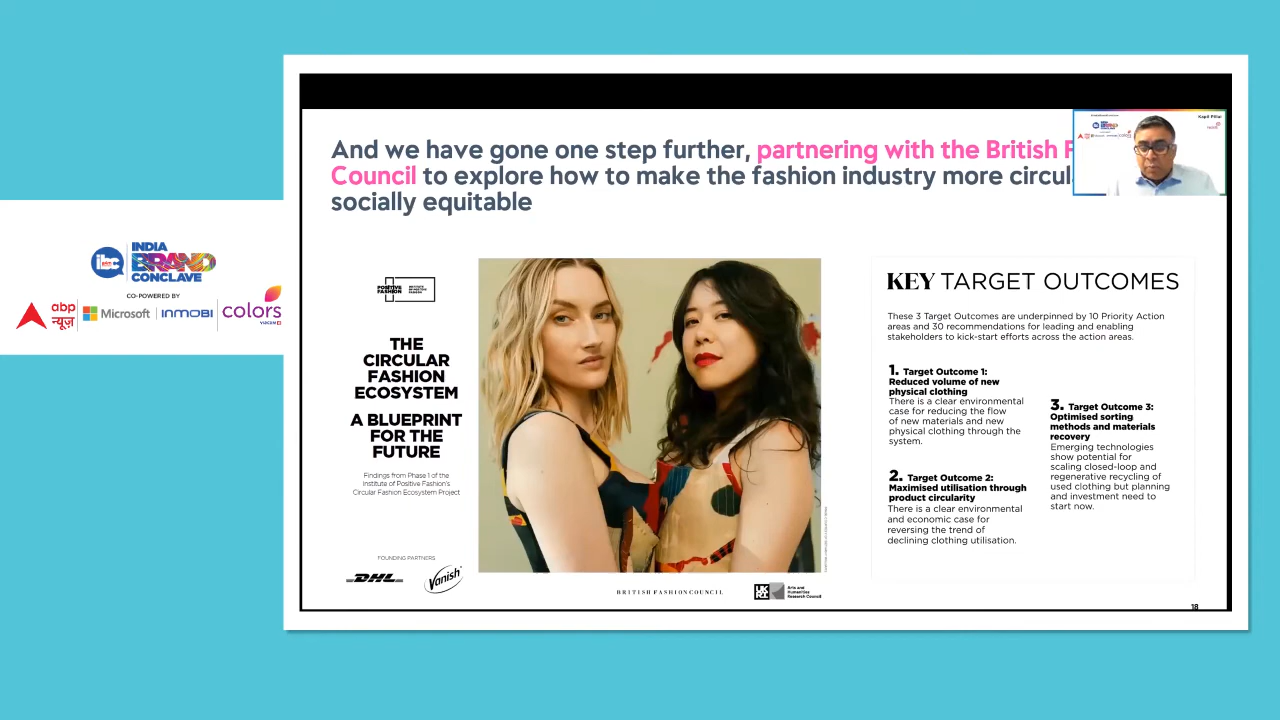 And we have gone one step further, partnering with the British F
Council to explore how to make the fashion industry more circul
socially equitable
Kapil Pillai
ibc
INDIA
BRAND
CONCLAVE
CO-POWERED BY
abp
न्यूज़
Microsoft
INMOBI
colors
VIACOM 18
POSITIVE
FASHION
INSTITUTE
OF POSITIVE
FASHION
THE
CIRCULAR
FASHION
ECOSYSTEM
A BLUEPRINT
FOR THE
FUTURE
Findings from Phase 1 of the
Institute of Positive Fashion's
Circular Fashion Ecosystem Project
FOUNDING PARTNERS
DHL
Vanish
BRITISH FASHION COUNCIL
UKRI
Arts and
Humanities
Research Council
KEY TARGET OUTCOMES
These 3 Target Outcomes are underpinned by 10 Priority Action
areas and 30 recommendations for leading and enabling
stakeholders to kick-start efforts across the action areas.
1. Target Outcome 1:
Reduced volume of new
physical clothing
There is a clear environmental
case for reducing the flow
of new materials and new
physical clothing through the
system.
2. Target Outcome 2:
Maximised utilisation through
product circularity
There is a clear environmental
and economic case for
reversing the trend of
declining clothing utilisation.
3. Target Outcome 3:
Optimised sorting
methods and materials
recovery
Emerging technologies
show potential for
scaling closed-loop and
regenerative recycling of
used clothing but planning
and investment need to
start now.
18